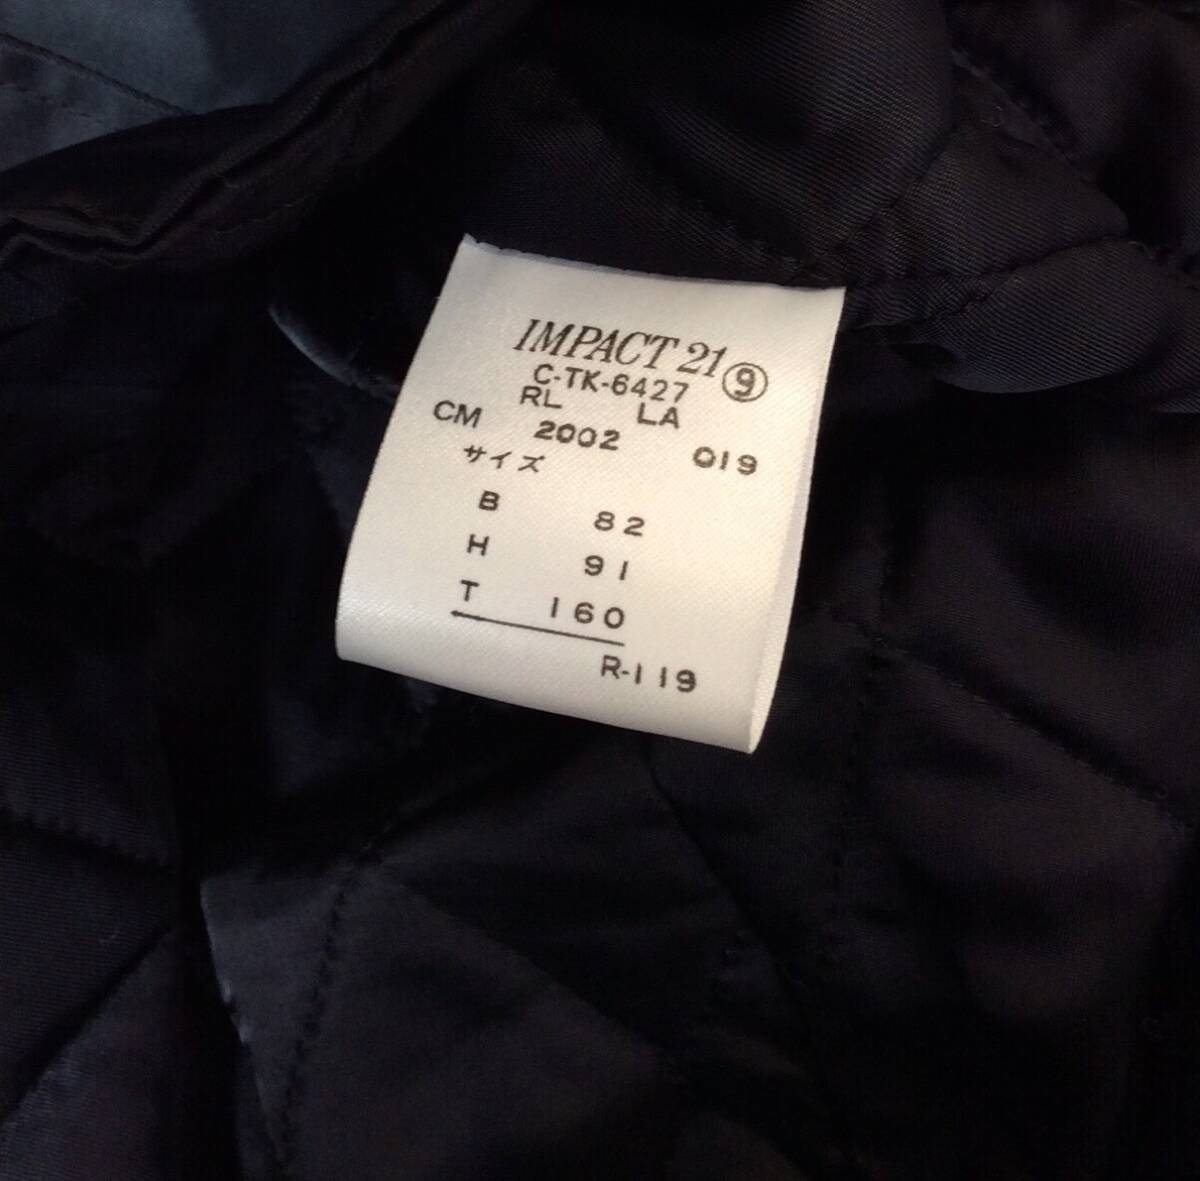 IMPACT 21 ⑨
C-TK-6427
RL LA
CM 2002 019
サイズ
B 82
H 91
T 160
R-119